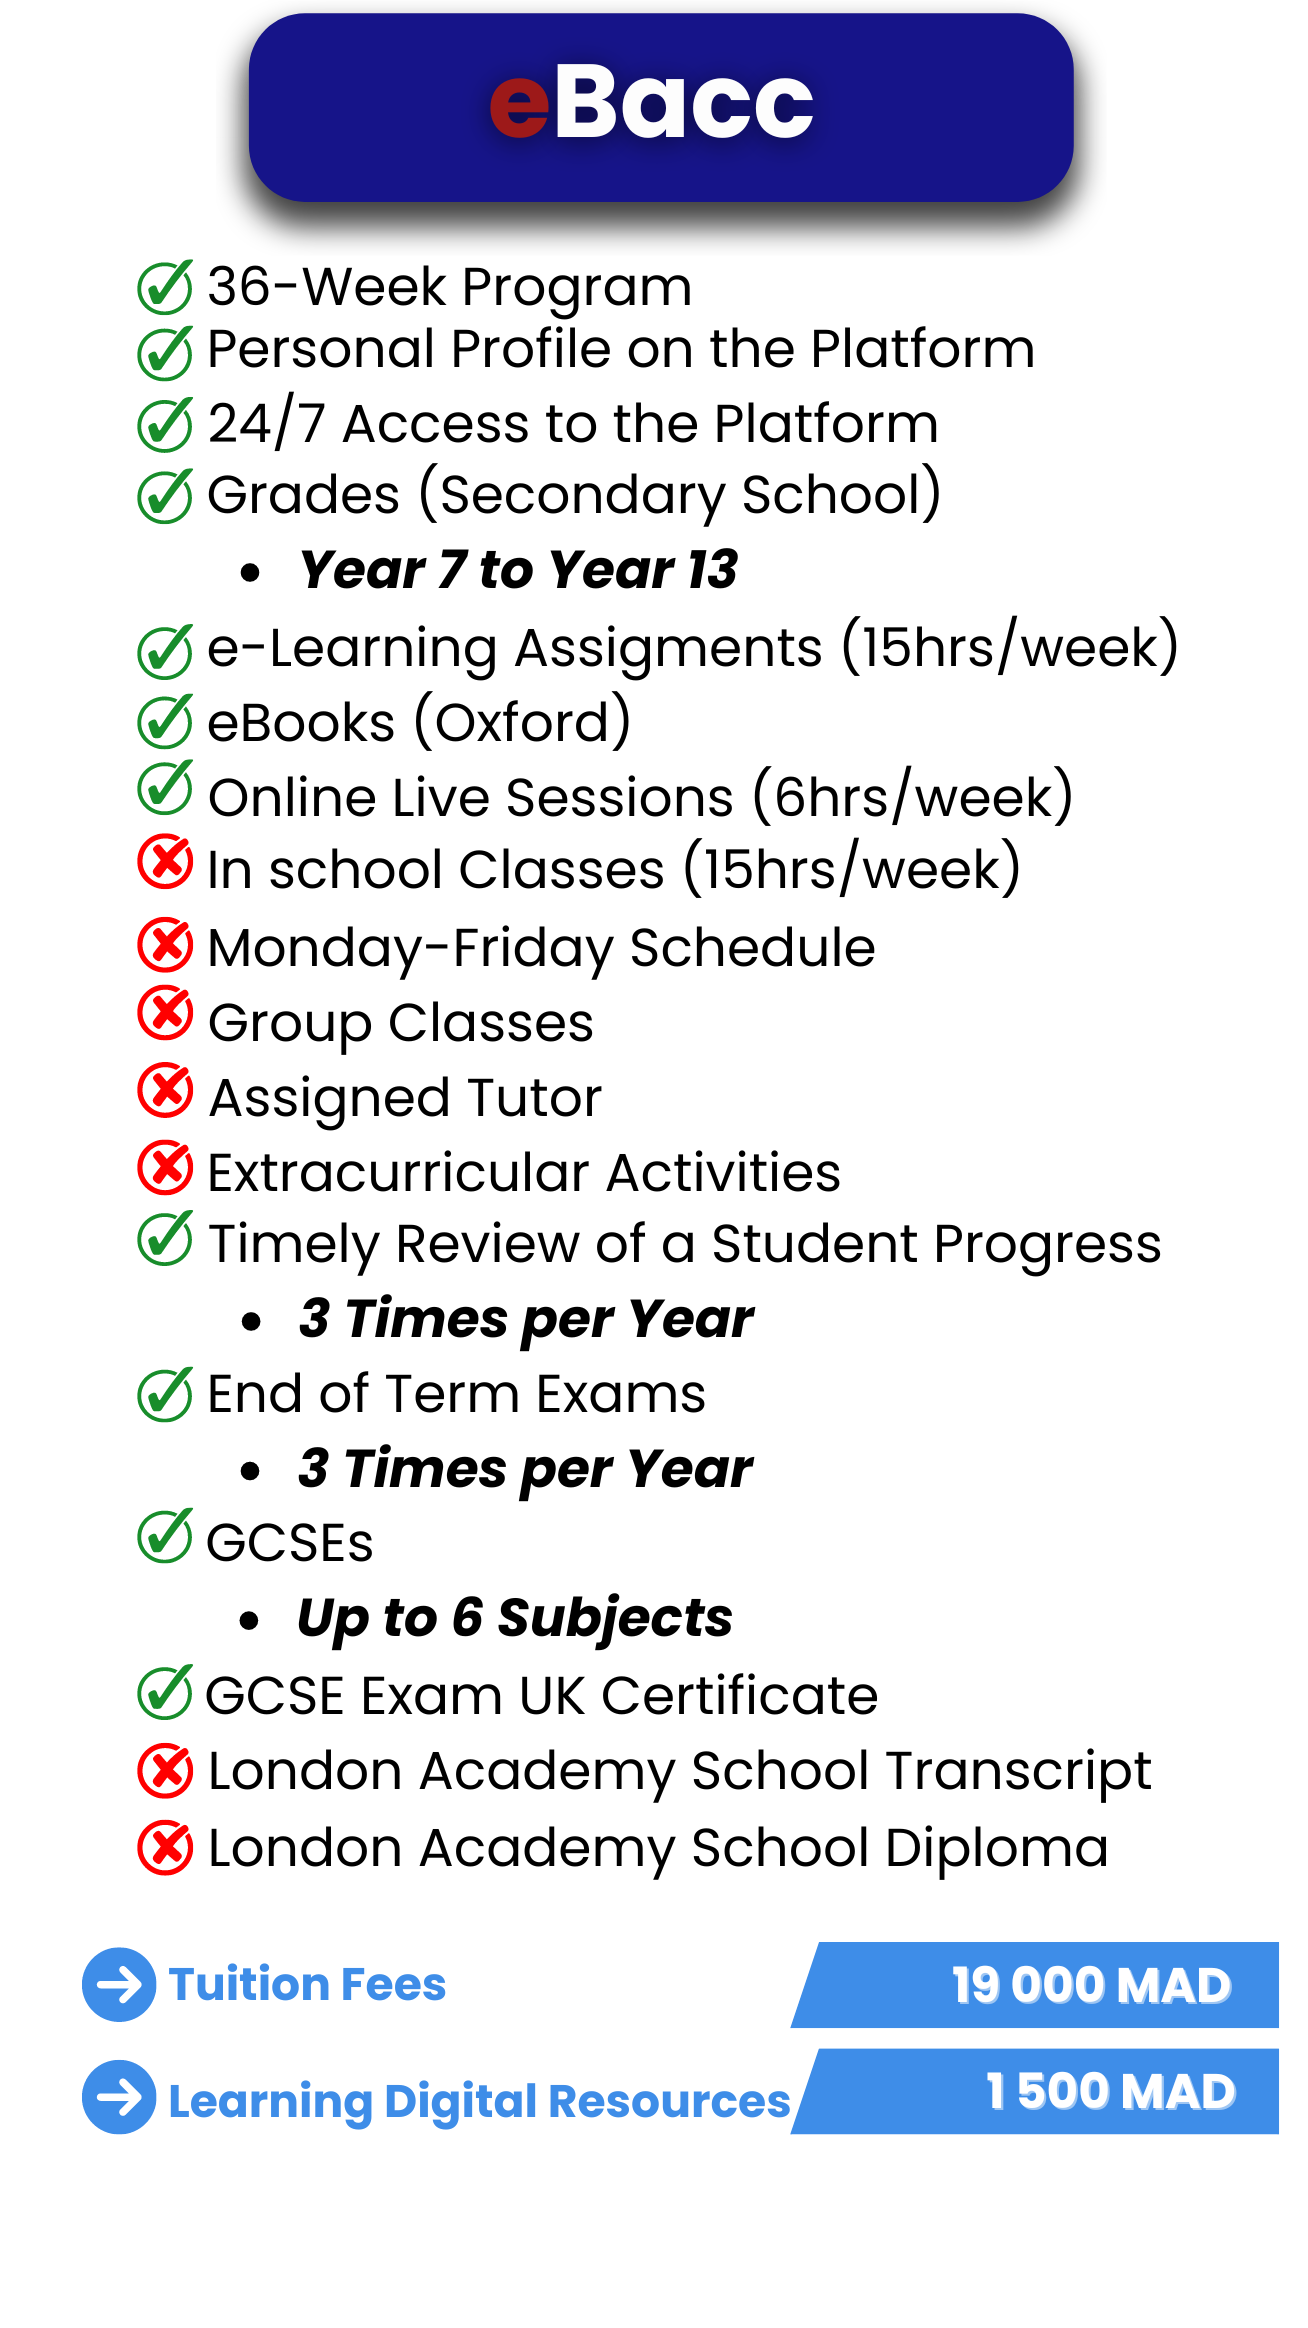 eBacc
36-Week Program
Personal Profile on the Platform
24/7 Access to the Platform
Grades (Secondary School)
• Year 7 to Year 13
e-Learning Assigments (15hrs/week)
eBooks (Oxford)
Online Live Sessions (6hrs/week)
In school Classes (15hrs/week)
Monday-Friday Schedule
Group Classes
Assigned Tutor
Extracurricular Activities
Timely Review of a Student Progress
• 3 Times per Year
End of Term Exams
• 3 Times per Year
GCSEs
• Up to 6 Subjects
GCSE Exam UK Certificate
London Academy School Transcript
London Academy School Diploma
Tuition Fees 19 000 MAD
Learning Digital Resources 1 500 MAD